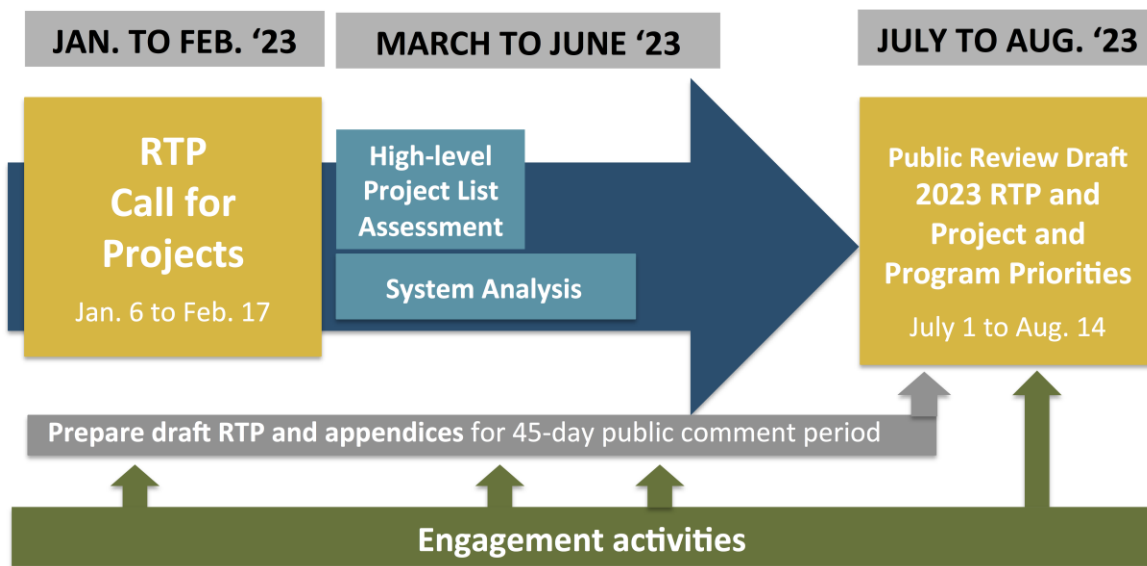 JAN. TO FEB. ‘23
MARCH TO JUNE ‘23
JULY TO AUG. ‘23
RTP
Call for
Projects
Jan. 6 to Feb. 17
High-level
Project List
Assessment
System Analysis
Public Review Draft
2023 RTP and
Project and
Program Priorities
July 1 to Aug. 14
Prepare draft RTP and appendices for 45-day public comment period
Engagement activities